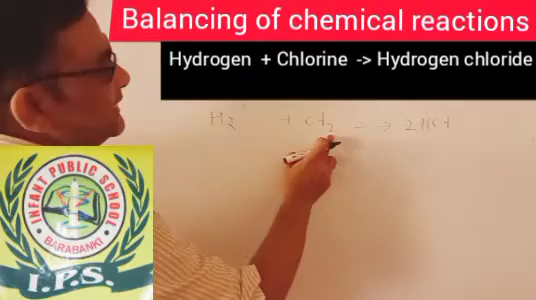 Balancing of chemical reactions
Hydrogen + Chlorine -> Hydrogen chloride
H2 + Cl2 -> 2HCl
INFANT PUBLIC SCHOOL
BARABANKI
I.P.S.